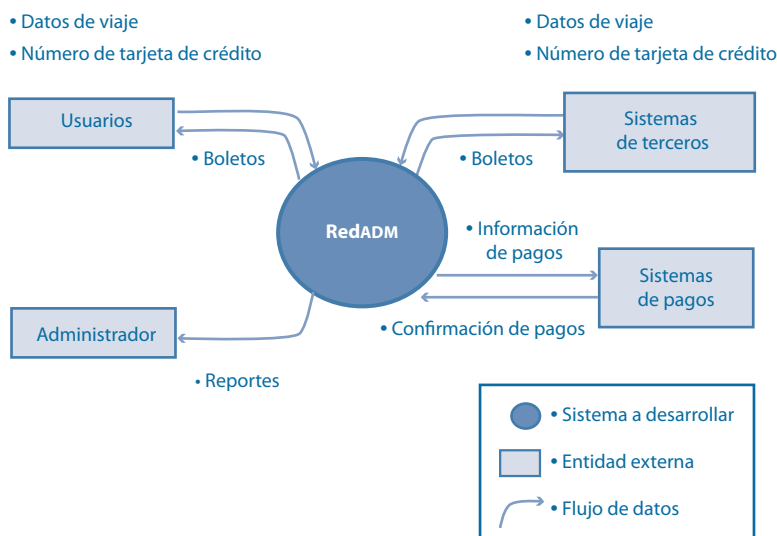 • Datos de viaje
• Número de tarjeta de crédito
• Datos de viaje
• Número de tarjeta de crédito
Usuarios
• Boletos
Sistemas
de terceros
• Boletos
RedADM
• Información
de pagos
Sistemas
de pagos
• Confirmación de pagos
Administrador
• Reportes
• Sistema a desarrollar
• Entidad externa
• Flujo de datos